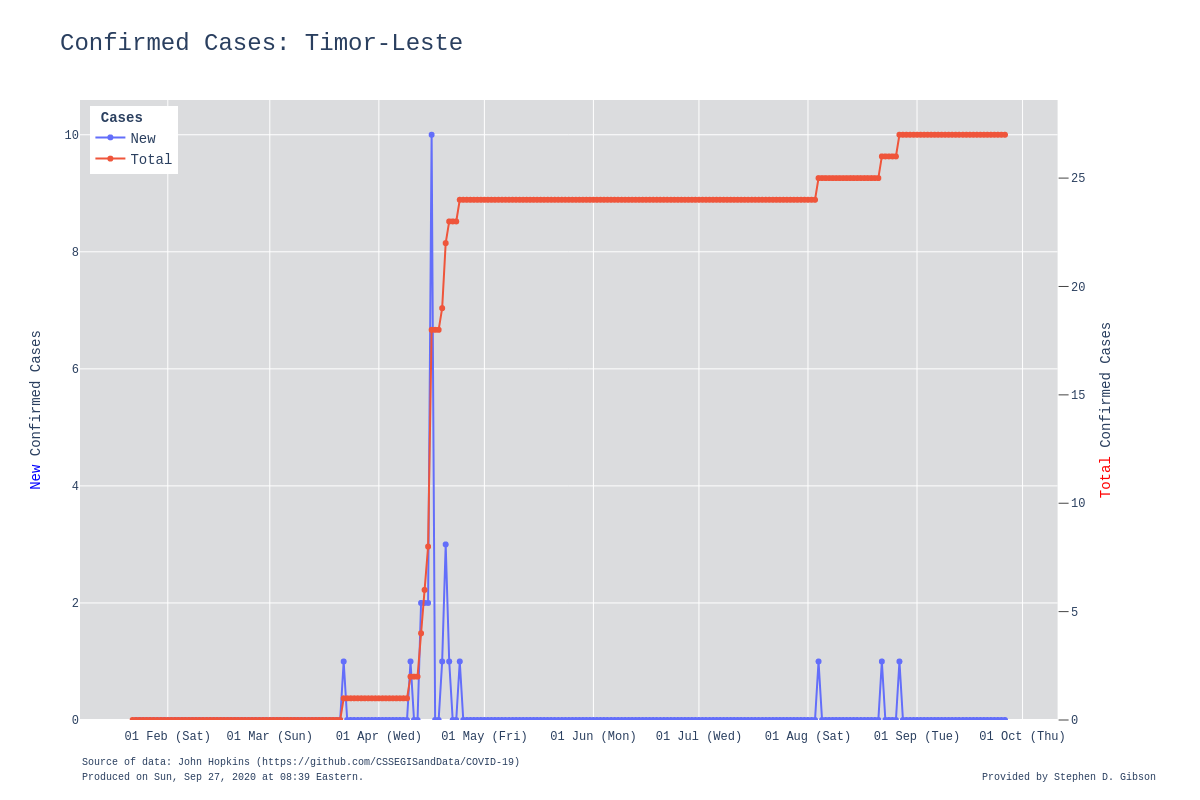 Confirmed Cases: Timor-Leste
Cases
New
Total
10
8
6
4
2
0
25
20
15
10
5
0
New Confirmed Cases
Total Confirmed Cases
01 Feb (Sat) 01 Mar (Sun) 01 Apr (Wed) 01 May (Fri) 01 Jun (Mon) 01 Jul (Wed) 01 Aug (Sat) 01 Sep (Tue) 01 Oct (Thu)
Source of data: John Hopkins (https://github.com/CSSEGISandData/COVID-19)
Produced on Sun, Sep 27, 2020 at 08:39 Eastern.
Provided by Stephen D. Gibson